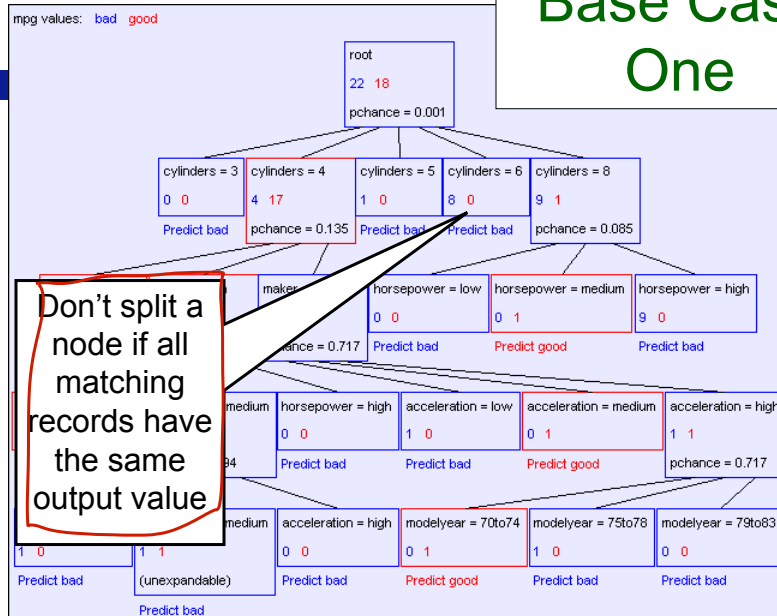 Base Case
One
mpg values: bad good
root
22 18
pchance = 0.001
cylinders = 3
0 0
Predict bad
cylinders = 4
4 17
pchance = 0.135
cylinders = 5
1 0
Predict bad
cylinders = 6
8 0
Predict bad
cylinders = 8
9 1
pchance = 0.085
Don't split a
node if all
matching
records have
the same
output value
maker
= 0.717
horsepower = low
0 0
Predict bad
horsepower = medium
0 1
Predict good
horsepower = high
9 0
Predict bad
medium
94
horsepower = high
0 0
Predict bad
acceleration = low
1 0
Predict bad
acceleration = medium
0 1
Predict good
acceleration = high
1 1
pchance = 0.717
1 0
Predict bad
medium
1 1
(unexpandable)
Predict bad
acceleration = high
0 0
Predict bad
modelyear = 70to74
0 1
Predict good
modelyear = 75to78
1 0
Predict bad
modelyear = 79to83
0 0
Predict bad